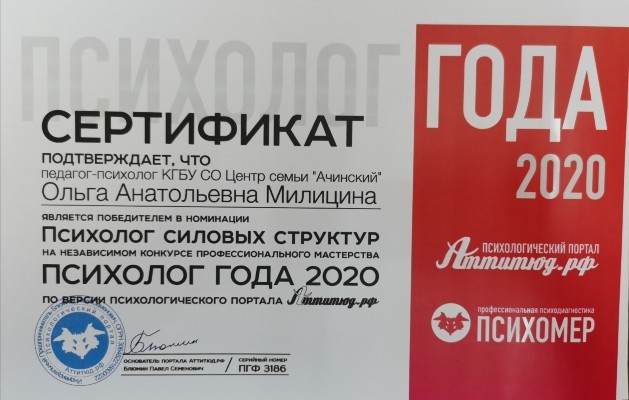 ПСИХОЛОГ
ГОДА
2020
СЕРТИФИКАТ
ПОДТВЕРЖДАЕТ, ЧТО
педагог-психолог КГБУ СО Центр семьи "Ачинский"
Ольга Анатольевна Милицина
ЯВЛЯЕТСЯ ПОБЕДИТЕЛЕМ В НОМИНАЦИИ
ПСИХОЛОГ СИЛОВЫХ СТРУКТУР
НА НЕЗАВИСИМОМ КОНКУРСЕ ПРОФЕССИОНАЛЬНОГО МАСТЕРСТВА
ПСИХОЛОГ ГОДА 2020
ПО ВЕРСИИ ПСИХОЛОГИЧЕСКОГО ПОРТАЛА Аттитюд.рф
ОСНОВАТЕЛЬ ПОРТАЛА АТТИТЮД.РФ /
БЛЮМИН ПАВЕЛ СЕМЕНОВИЧ
СЕРИЙНЫЙ НОМЕР
ПГФ 3186
Психологический портал
Аттитюд.РФ
ПСИХОЛОГИЧЕСКИЙ ПОРТАЛ
Аттитюд.рф
профессиональная психодиагностика
ПСИХОМЕР